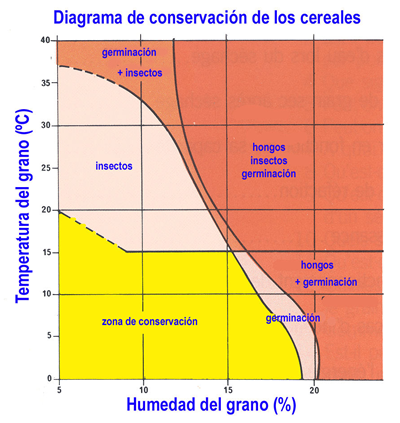 Diagrama de conservación de los cereales
Temperatura del grano (ºC)
40
35
30
25
20
15
10
5
0
germinación
+ insectos
insectos
hongos
insectos
germinación
hongos
+ germinación
germinación
zona de conservación
5
10
15
20
Humedad del grano (%)